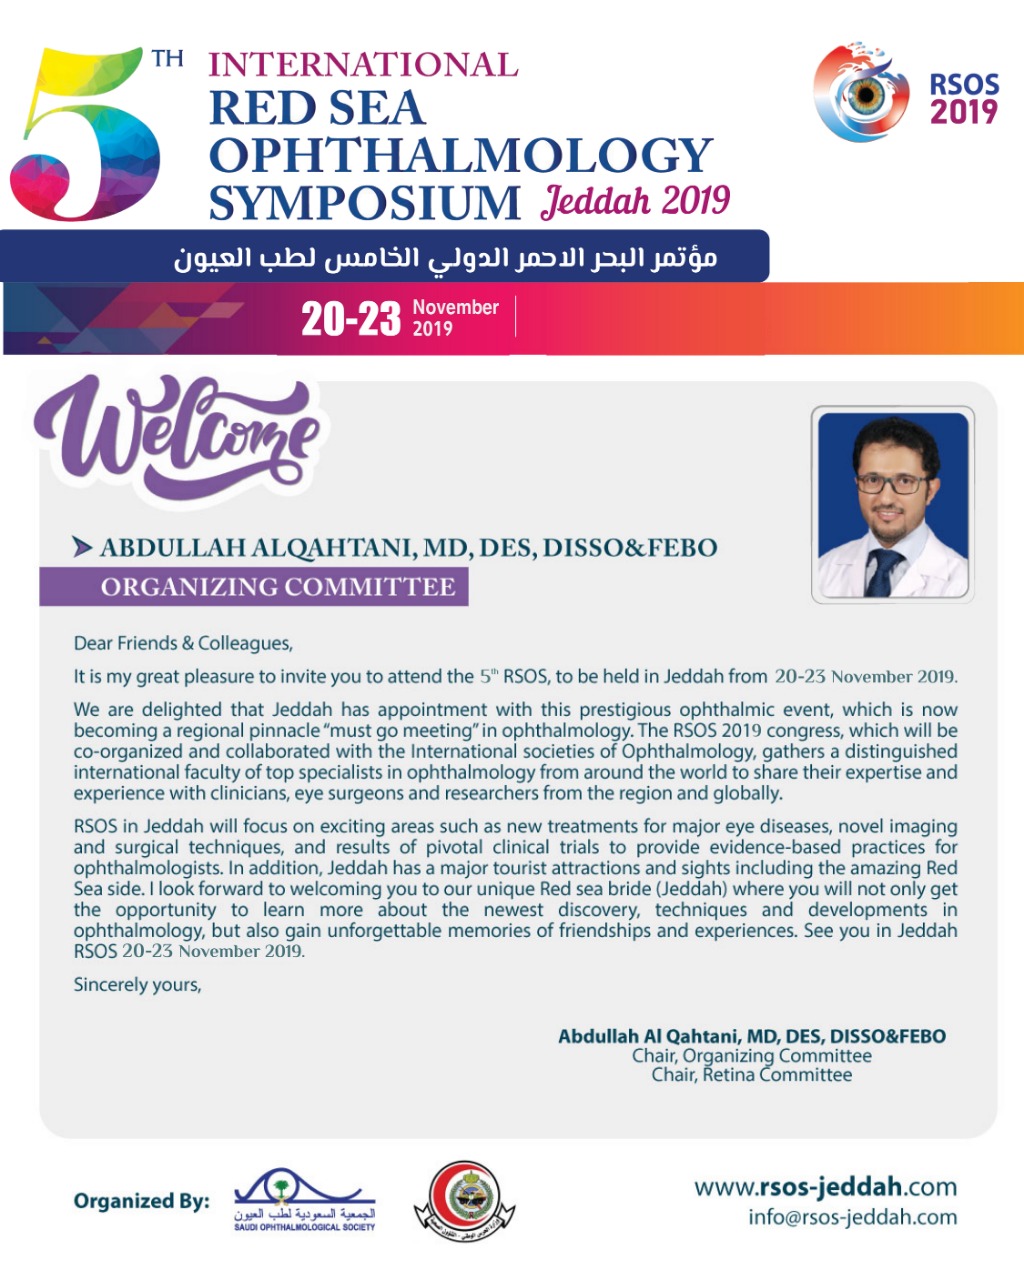 5TH INTERNATIONAL
RED SEA
OPHTHALMOLOGY
SYMPOSIUM Jeddah 2019
RSOS
2019
مؤتمر البحر الاحمر الدولي الخامس لطب العيون
20-23 November
2019
Welcome
ABDULLAH ALQAHTANI, MD, DES, DISSO&FEBO
ORGANIZING COMMITTEE
Dear Friends & Colleagues,
It is my great pleasure to invite you to attend the 5th RSOS, to be held in Jeddah from 20-23 November 2019.
We are delighted that Jeddah has appointment with this prestigious ophthalmic event, which is now
becoming a regional pinnacle “must go meeting” in ophthalmology. The RSOS 2019 congress, which will be
co-organized and collaborated with the International societies of Ophthalmology, gathers a distinguished
international faculty of top specialists in ophthalmology from around the world to share their expertise and
experience with clinicians, eye surgeons and researchers from the region and globally.
RSOS in Jeddah will focus on exciting areas such as new treatments for major eye diseases, novel imaging
and surgical techniques, and results of pivotal clinical trials to provide evidence-based practices for
ophthalmologists. In addition, Jeddah has a major tourist attractions and sights including the amazing Red
Sea side. I look forward to welcoming you to our unique Red sea bride (Jeddah) where you will not only get
the opportunity to learn more about the newest discovery, techniques and developments in
ophthalmology, but also gain unforgettable memories of friendships and experiences. See you in Jeddah
RSOS 20-23 November 2019.
Sincerely yours,
Abdullah Al Qahtani, MD, DES, DISSO&FEBO
Chair, Organizing Committee
Chair, Retina Committee
Organized By:
الجمعية السعودية لطب العيون
SAUDI OPHTHALMOLOGICAL SOCIETY
www.rsos-jeddah.com
info@rsos-jeddah.com